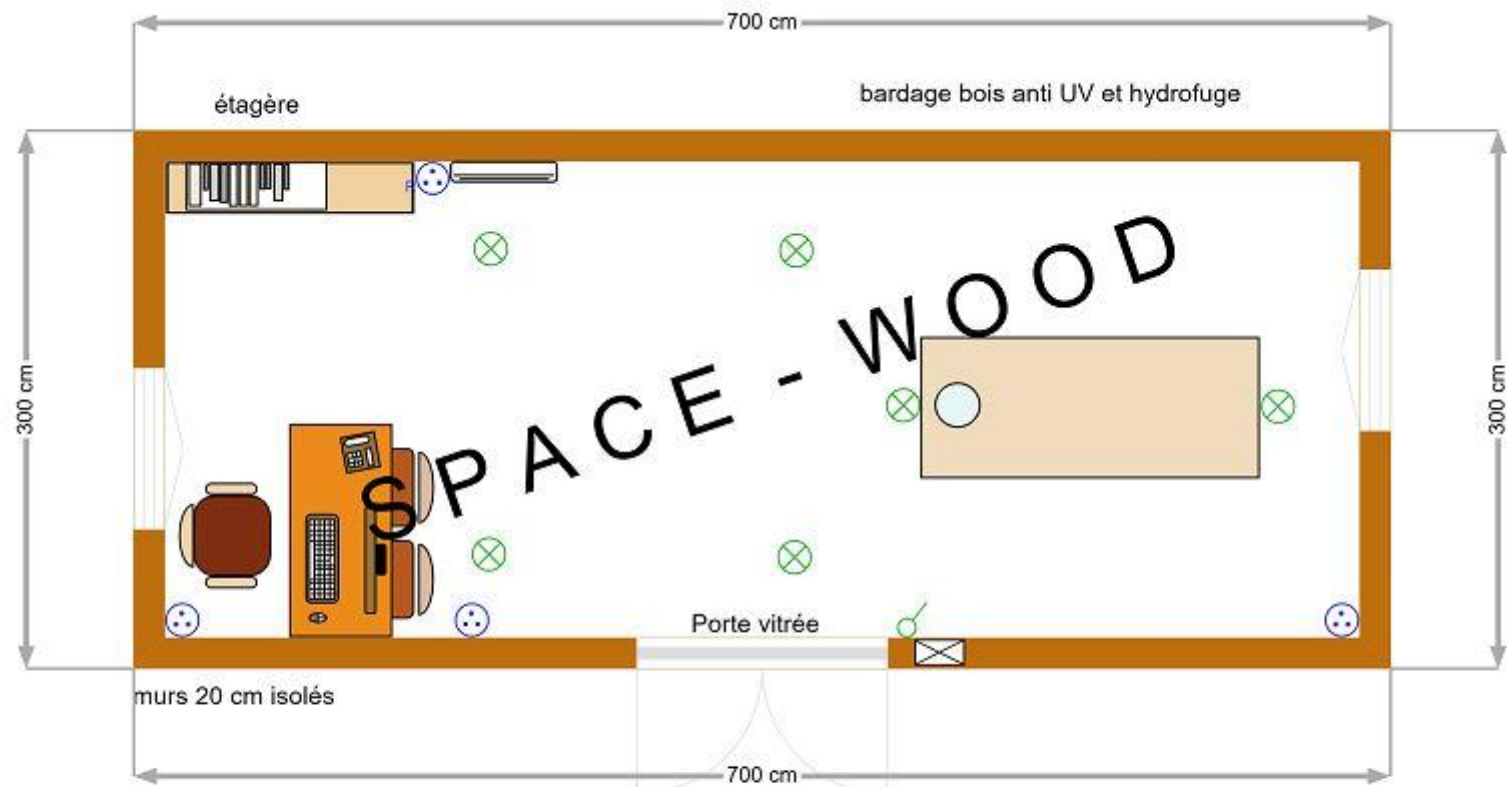 700 cm
étagère
bardage bois anti UV et hydrofuge
P
300 cm
300 cm
SPACE - WOOD
Porte vitrée
murs 20 cm isolés
700 cm